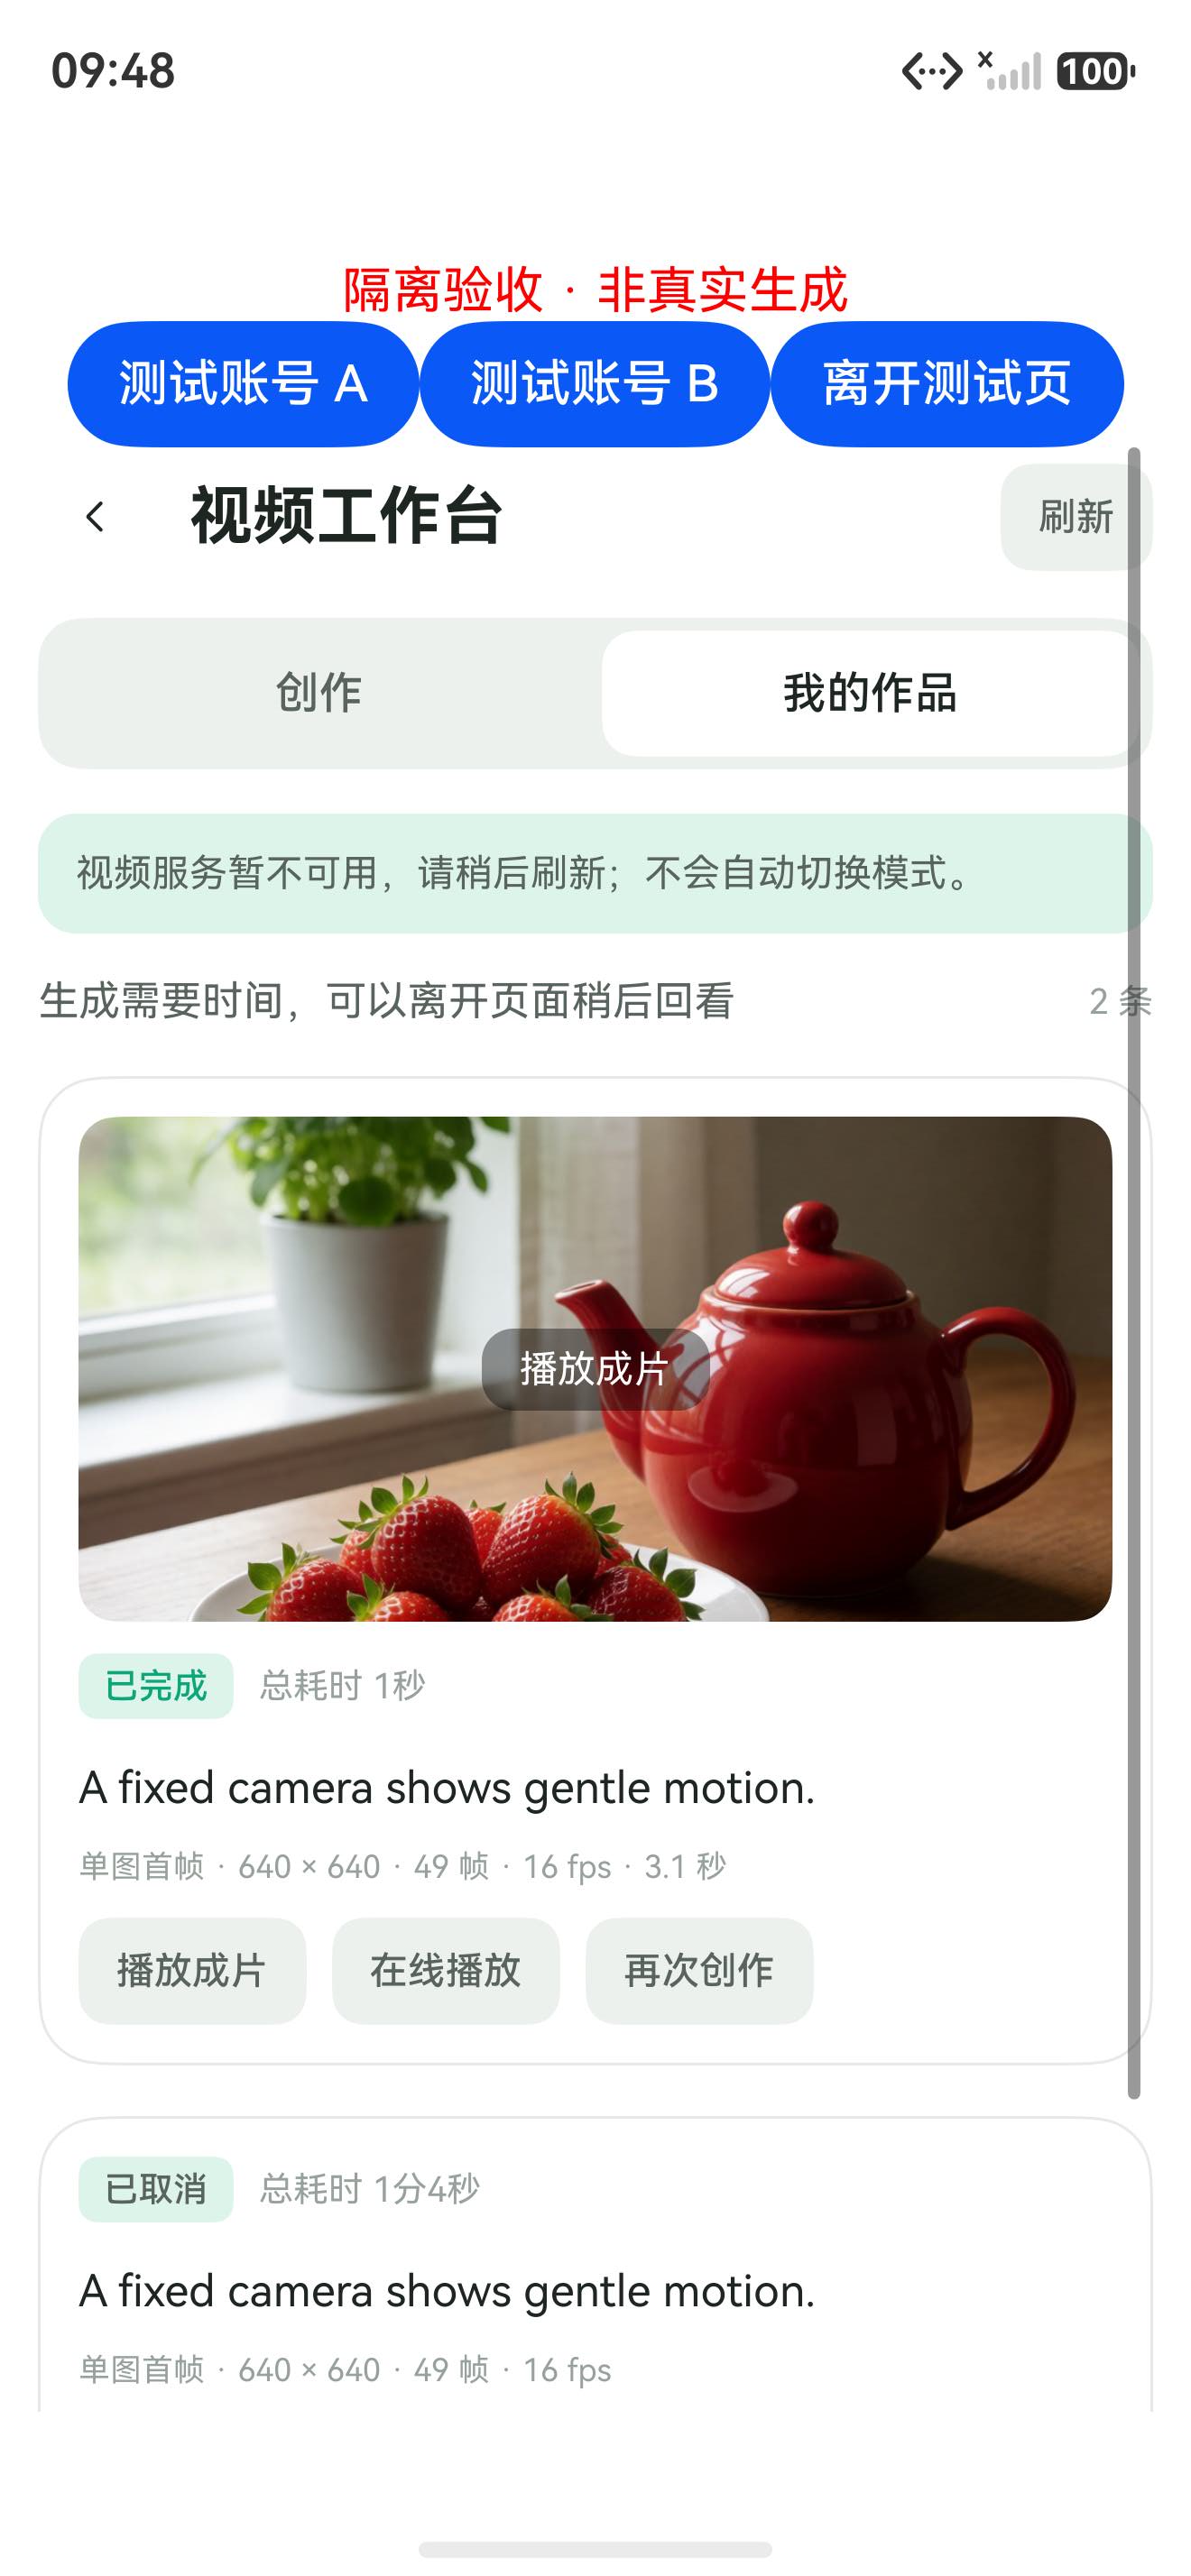 09:48
100
隔离验收 · 非真实生成
测试账号 A
测试账号 B
离开测试页
视频工作台
刷新
创作
我的作品
视频服务暂不可用，请稍后刷新；不会自动切换模式。
生成需要时间，可以离开页面稍后回看
2 条
播放成片
已完成
总耗时 1秒
A fixed camera shows gentle motion.
单图首帧 · 640 × 640 · 49 帧 · 16 fps · 3.1 秒
播放成片
在线播放
再次创作
已取消
总耗时 1分4秒
A fixed camera shows gentle motion.
单图首帧 · 640 × 640 · 49 帧 · 16 fps